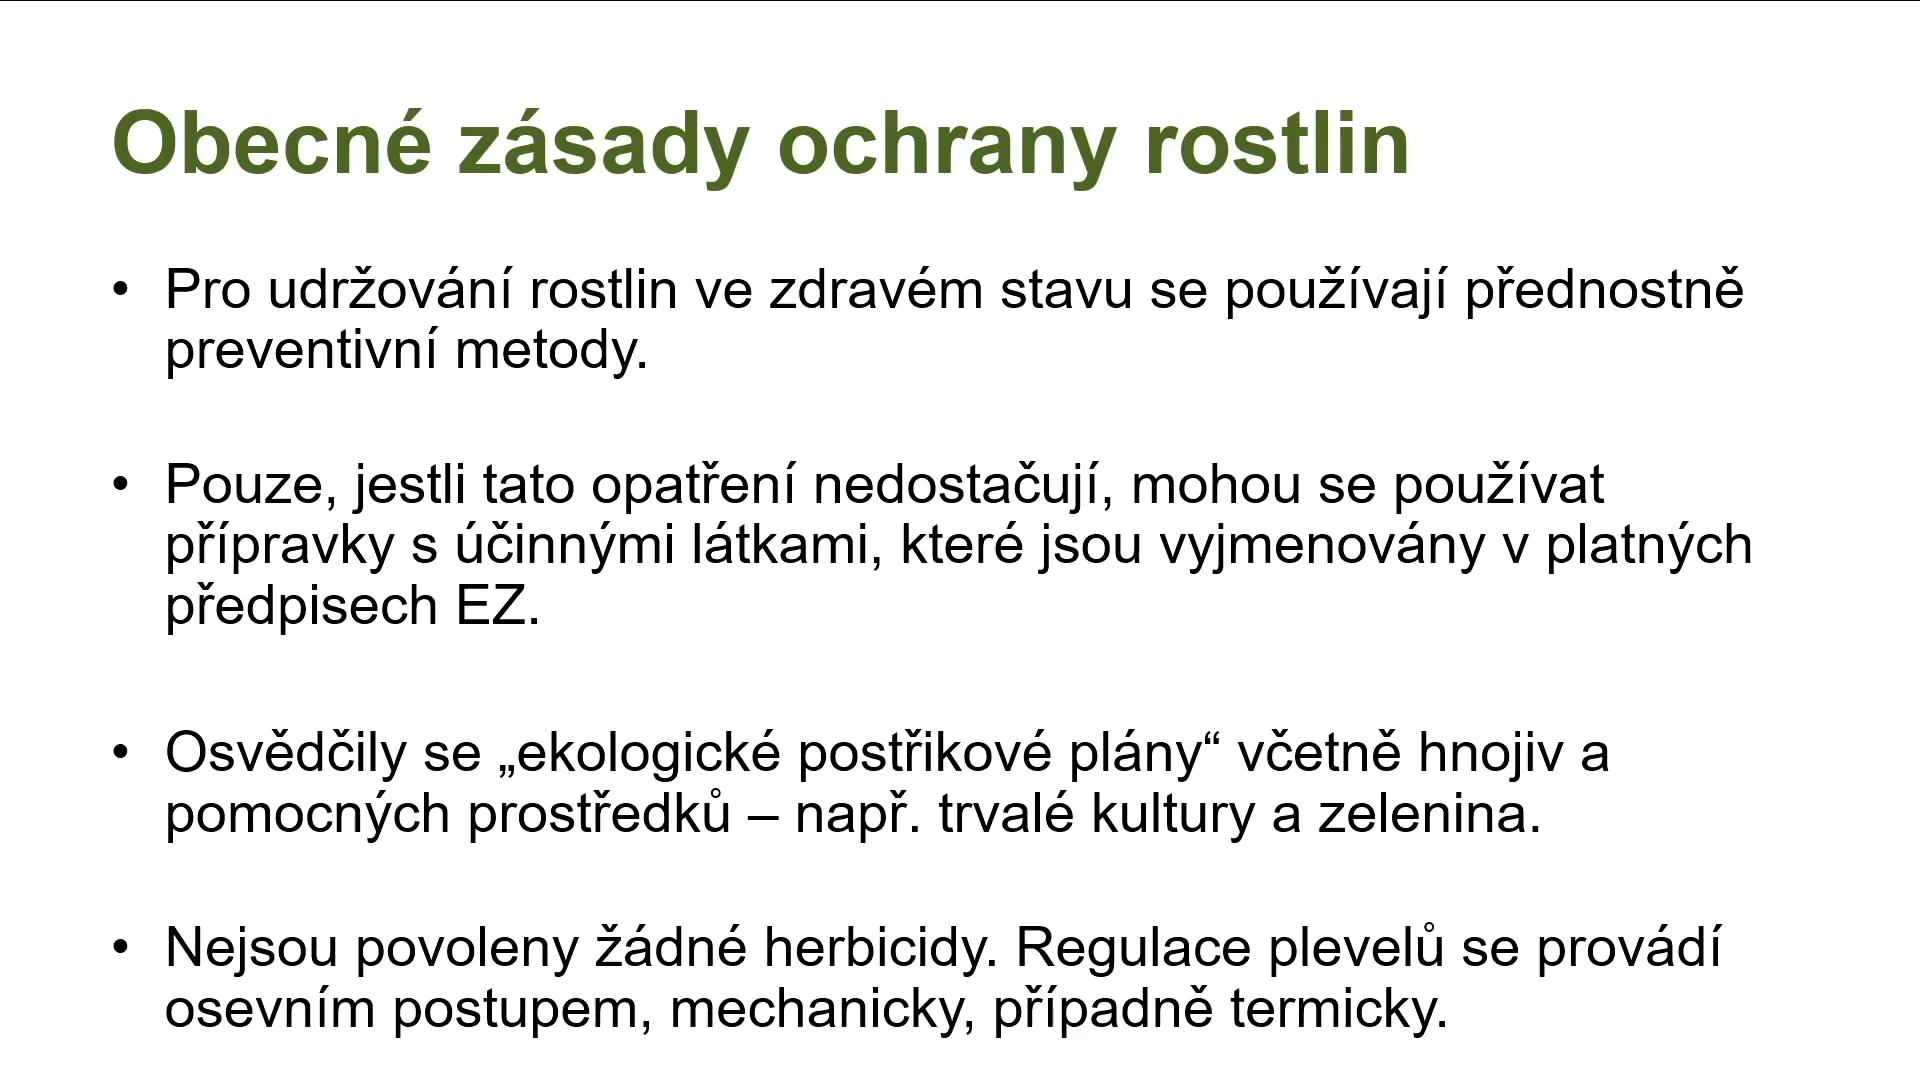 Obecné zásady ochrany rostlin
• Pro udržování rostlin ve zdravém stavu se používají přednostně
preventivní metody.
• Pouze, jestli tato opatření nedostačují, mohou se používat
přípravky s účinnými látkami, které jsou vyjmenovány v platných
předpisech EZ.
• Osvědčily se „ekologické postřikové plány“ včetně hnojiv a
pomocných prostředků – např. trvalé kultury a zelenina.
• Nejsou povoleny žádné herbicidy. Regulace plevelů se provádí
osevním postupem, mechanicky, případně termicky.